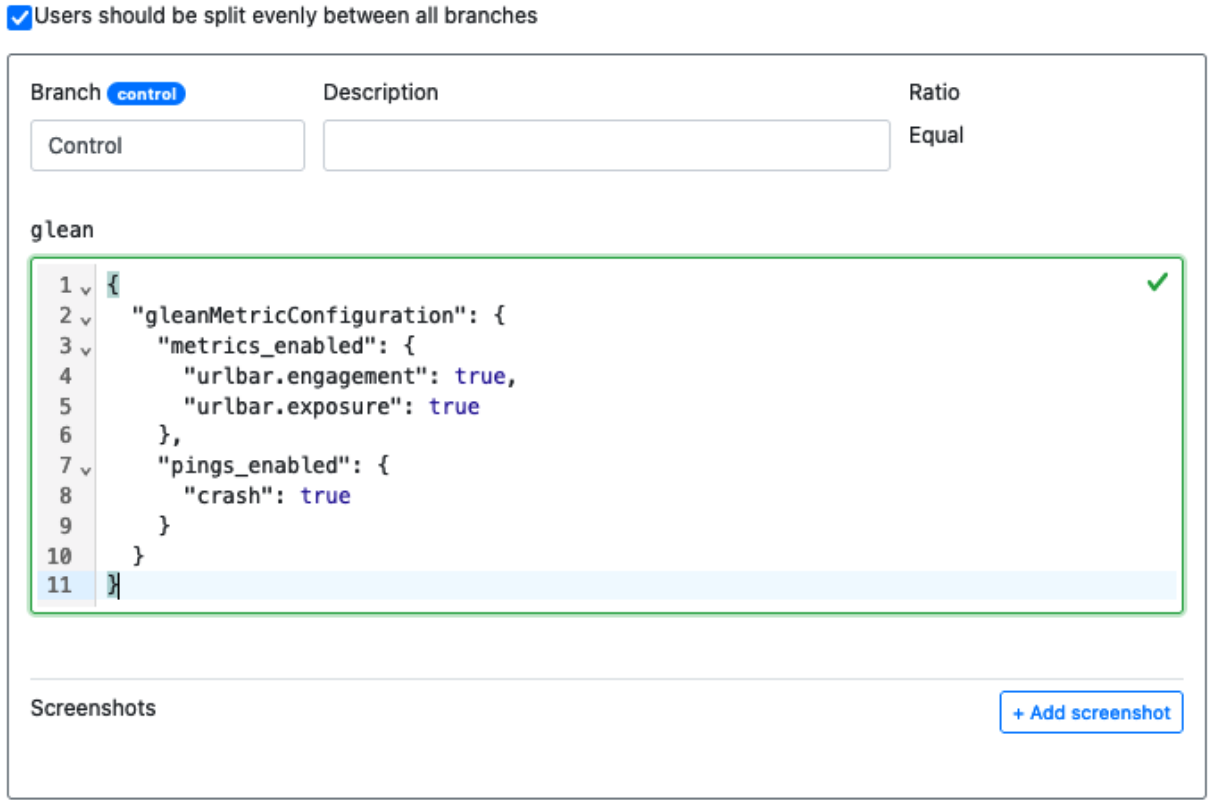 Users should be split evenly between all branches
Branch control Description Ratio
Control Equal
glean
1 {
2 "gleanMetricConfiguration": {
3 "metrics_enabled": {
4 "urlbar.engagement": true,
5 "urlbar.exposure": true
6 },
7 "pings_enabled": {
8 "crash": true
9 }
10 }
11 }
Screenshots + Add screenshot